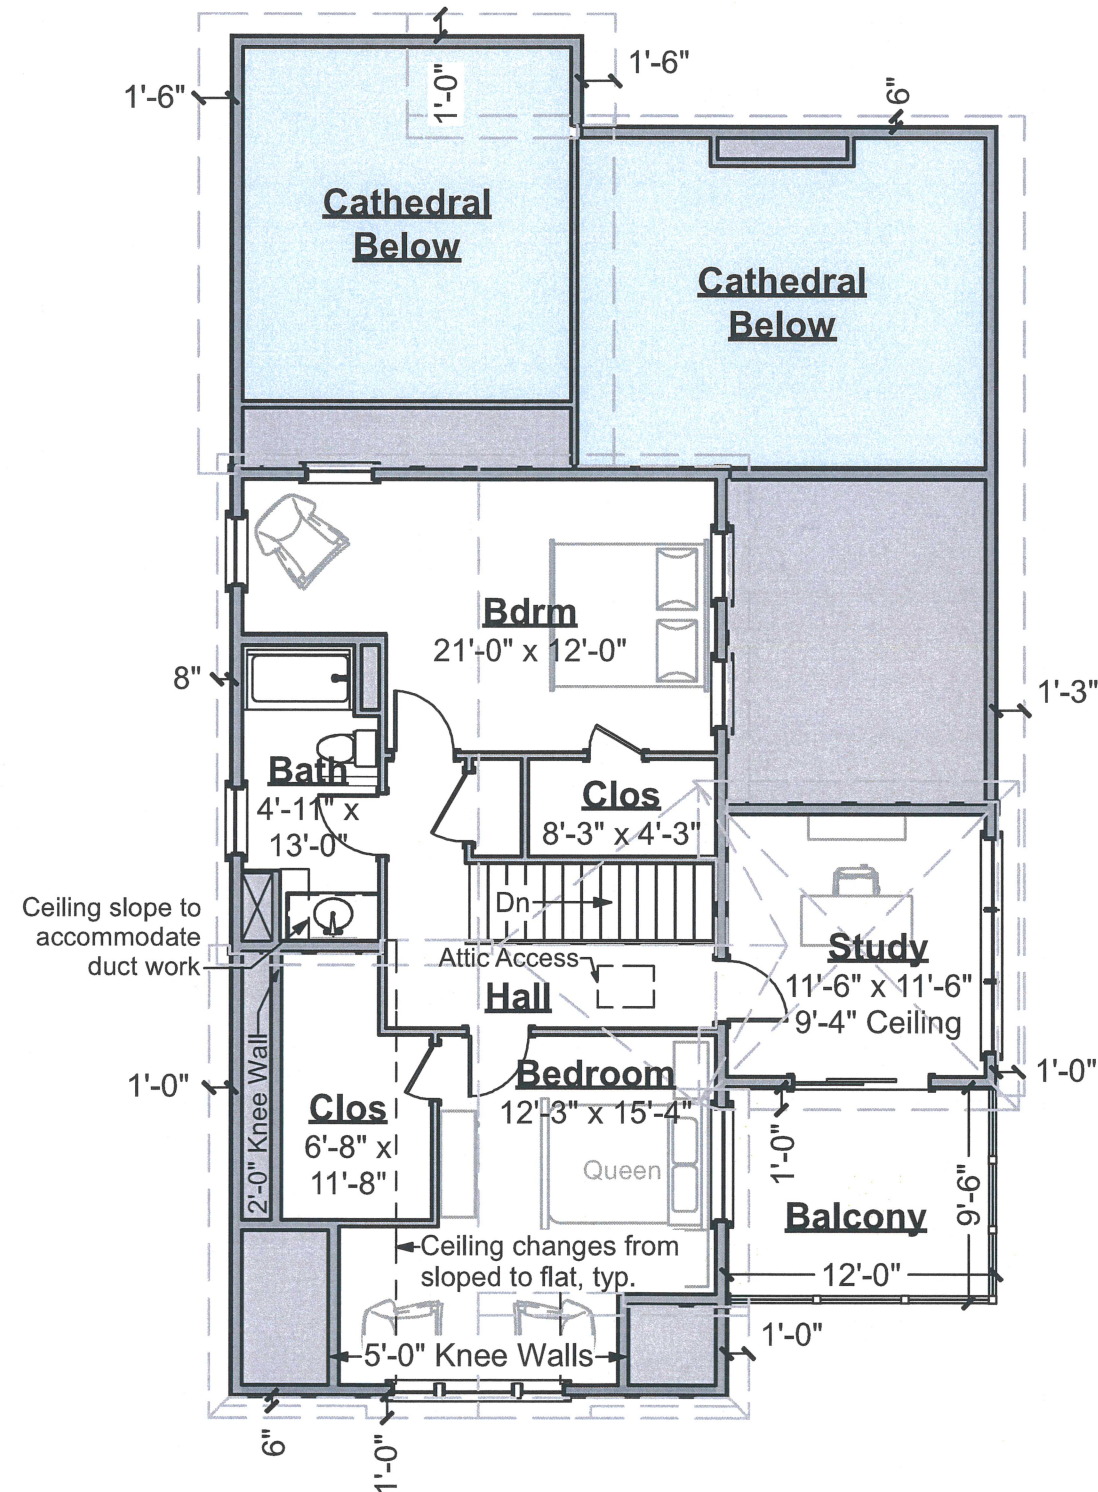 1'-6"
1'-0"
1'-6"
6"
Cathedral
Below
Cathedral
Below
Bdrm
21'-0" x 12'-0"
8"
1'-3"
Bath
4'-11" x
13'-0"
Clos
8'-3" x 4'-3"
Dn
Ceiling slope to
accommodate
duct work
Attic Access
Hall
Study
11'-6" x 11'-6"
9'-4" Ceiling
1'-0"
2'-0" Knee Wall
Clos
6'-8" x
11'-8"
Bedroom
12'-3" x 15'-4"
Queen
1'-0"
1'-0"
Balcony
9'-6"
12'-0"
Ceiling changes from
sloped to flat, typ.
5'-0" Knee Walls
1'-0"
6"
1'-0"